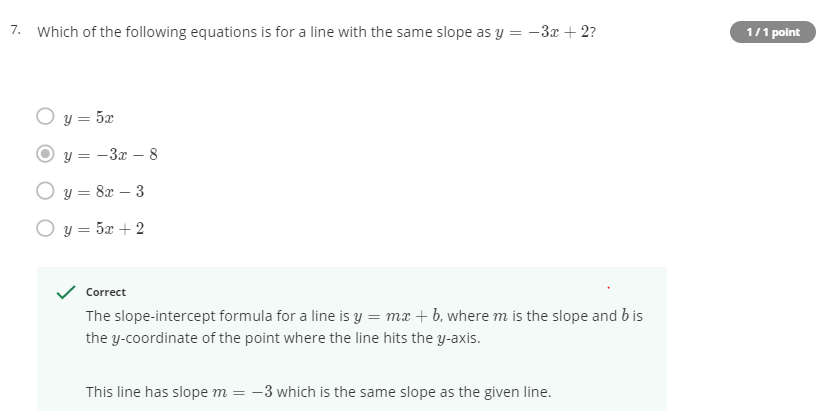 7. Which of the following equations is for a line with the same slope as y = −3x + 2?
1 / 1 point
y = 5x
y = −3x − 8
y = 8x − 3
y = 5x + 2
Correct
The slope-intercept formula for a line is y = mx + b, where m is the slope and b is
the y-coordinate of the point where the line hits the y-axis.
This line has slope m = −3 which is the same slope as the given line.